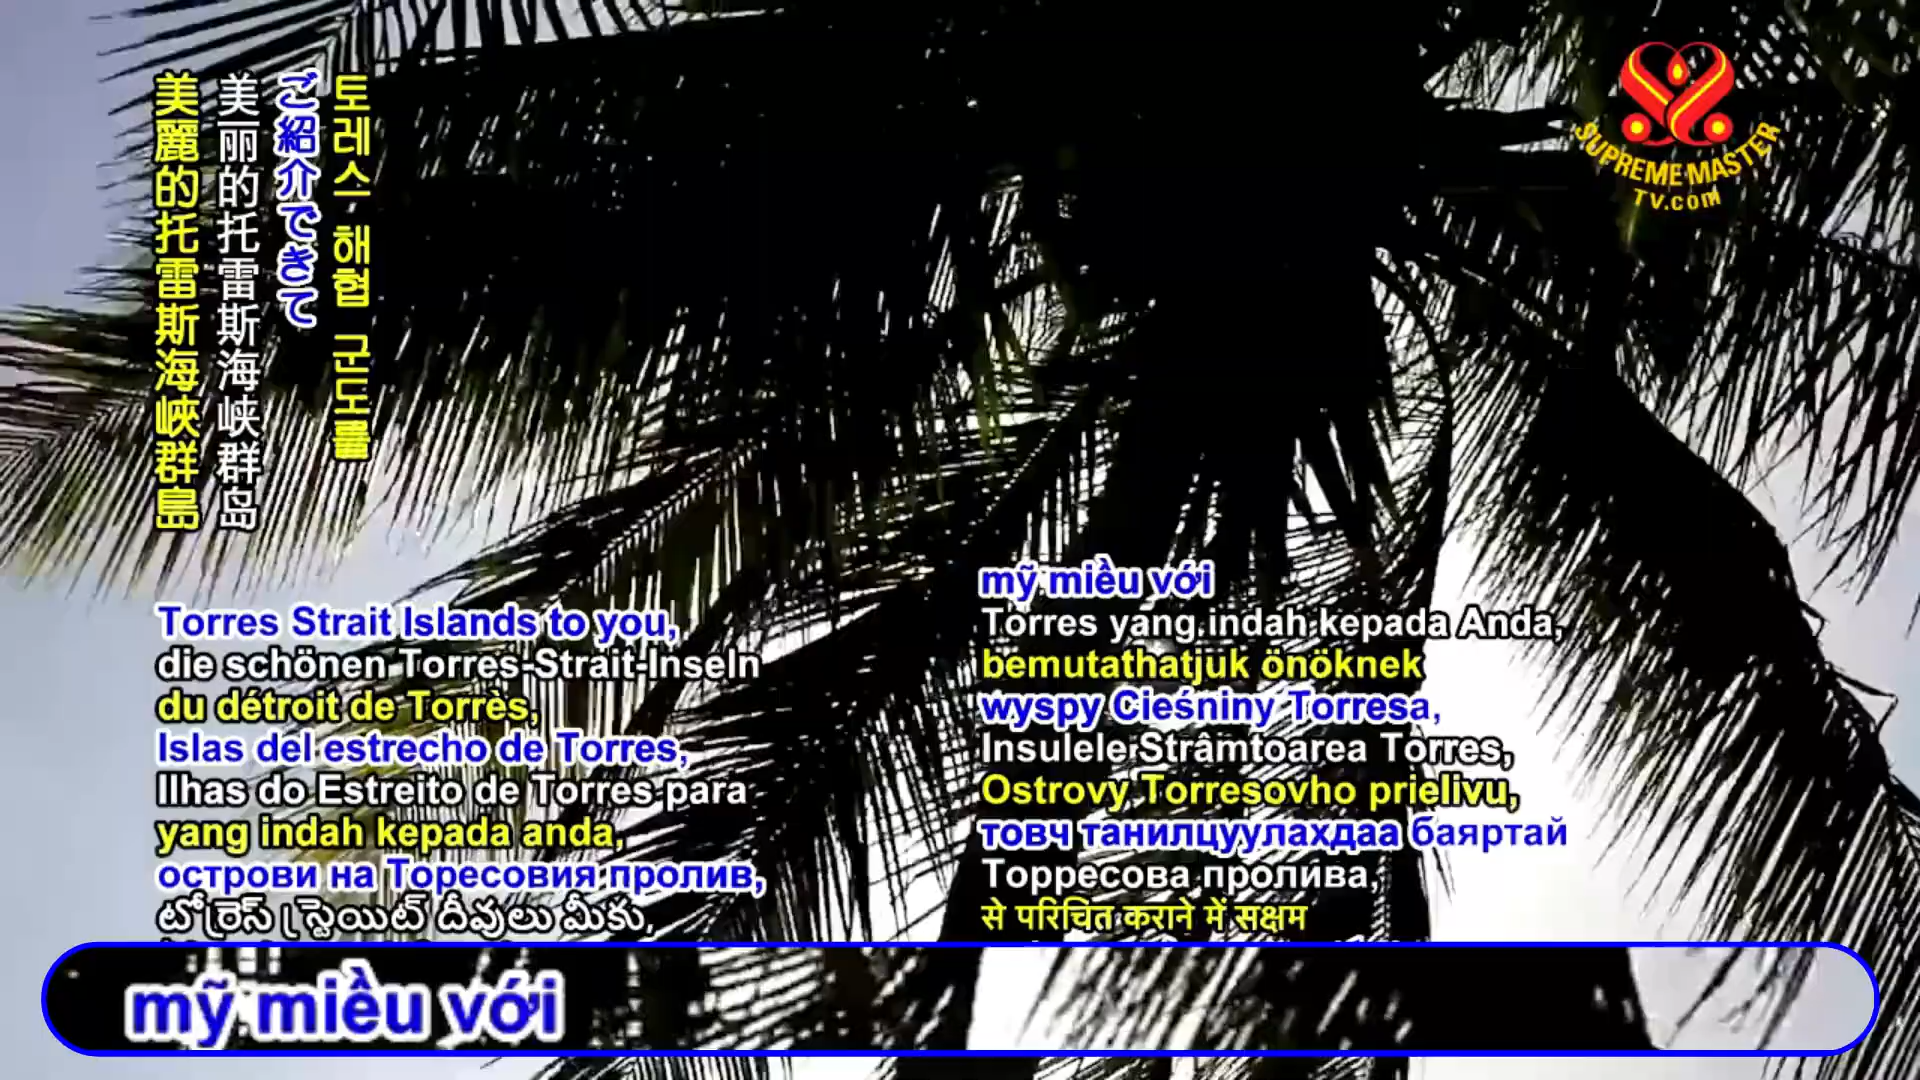 美麗的托雷斯海峽群島
美丽的托雷斯海峡群岛
ご紹介できて
토레스 해협 군도를
SUPREME MASTER
TV.COM
Torres Strait Islands to you,
die schönen Torres-Strait-Inseln
du détroit de Torrès,
Islas del estrecho de Torres,
Ilhas do Estreito de Torres para
yang indah kepada anda,
острови на Торесовия пролив,
టోర్రెస్ స్ట్రెయిట్ దీవులు మీకు,
mỹ miều với
Torres yang indah kepada Anda,
bemutathatjuk önöknek
wyspy Cieśniny Torresa,
Insulele Strâmtoarea Torres,
Ostrovy Torresovho prielivu,
товч танилцуулахдаа баяртай
Торресова пролива,
से परिचित कराने में सक्षम
mỹ miều với